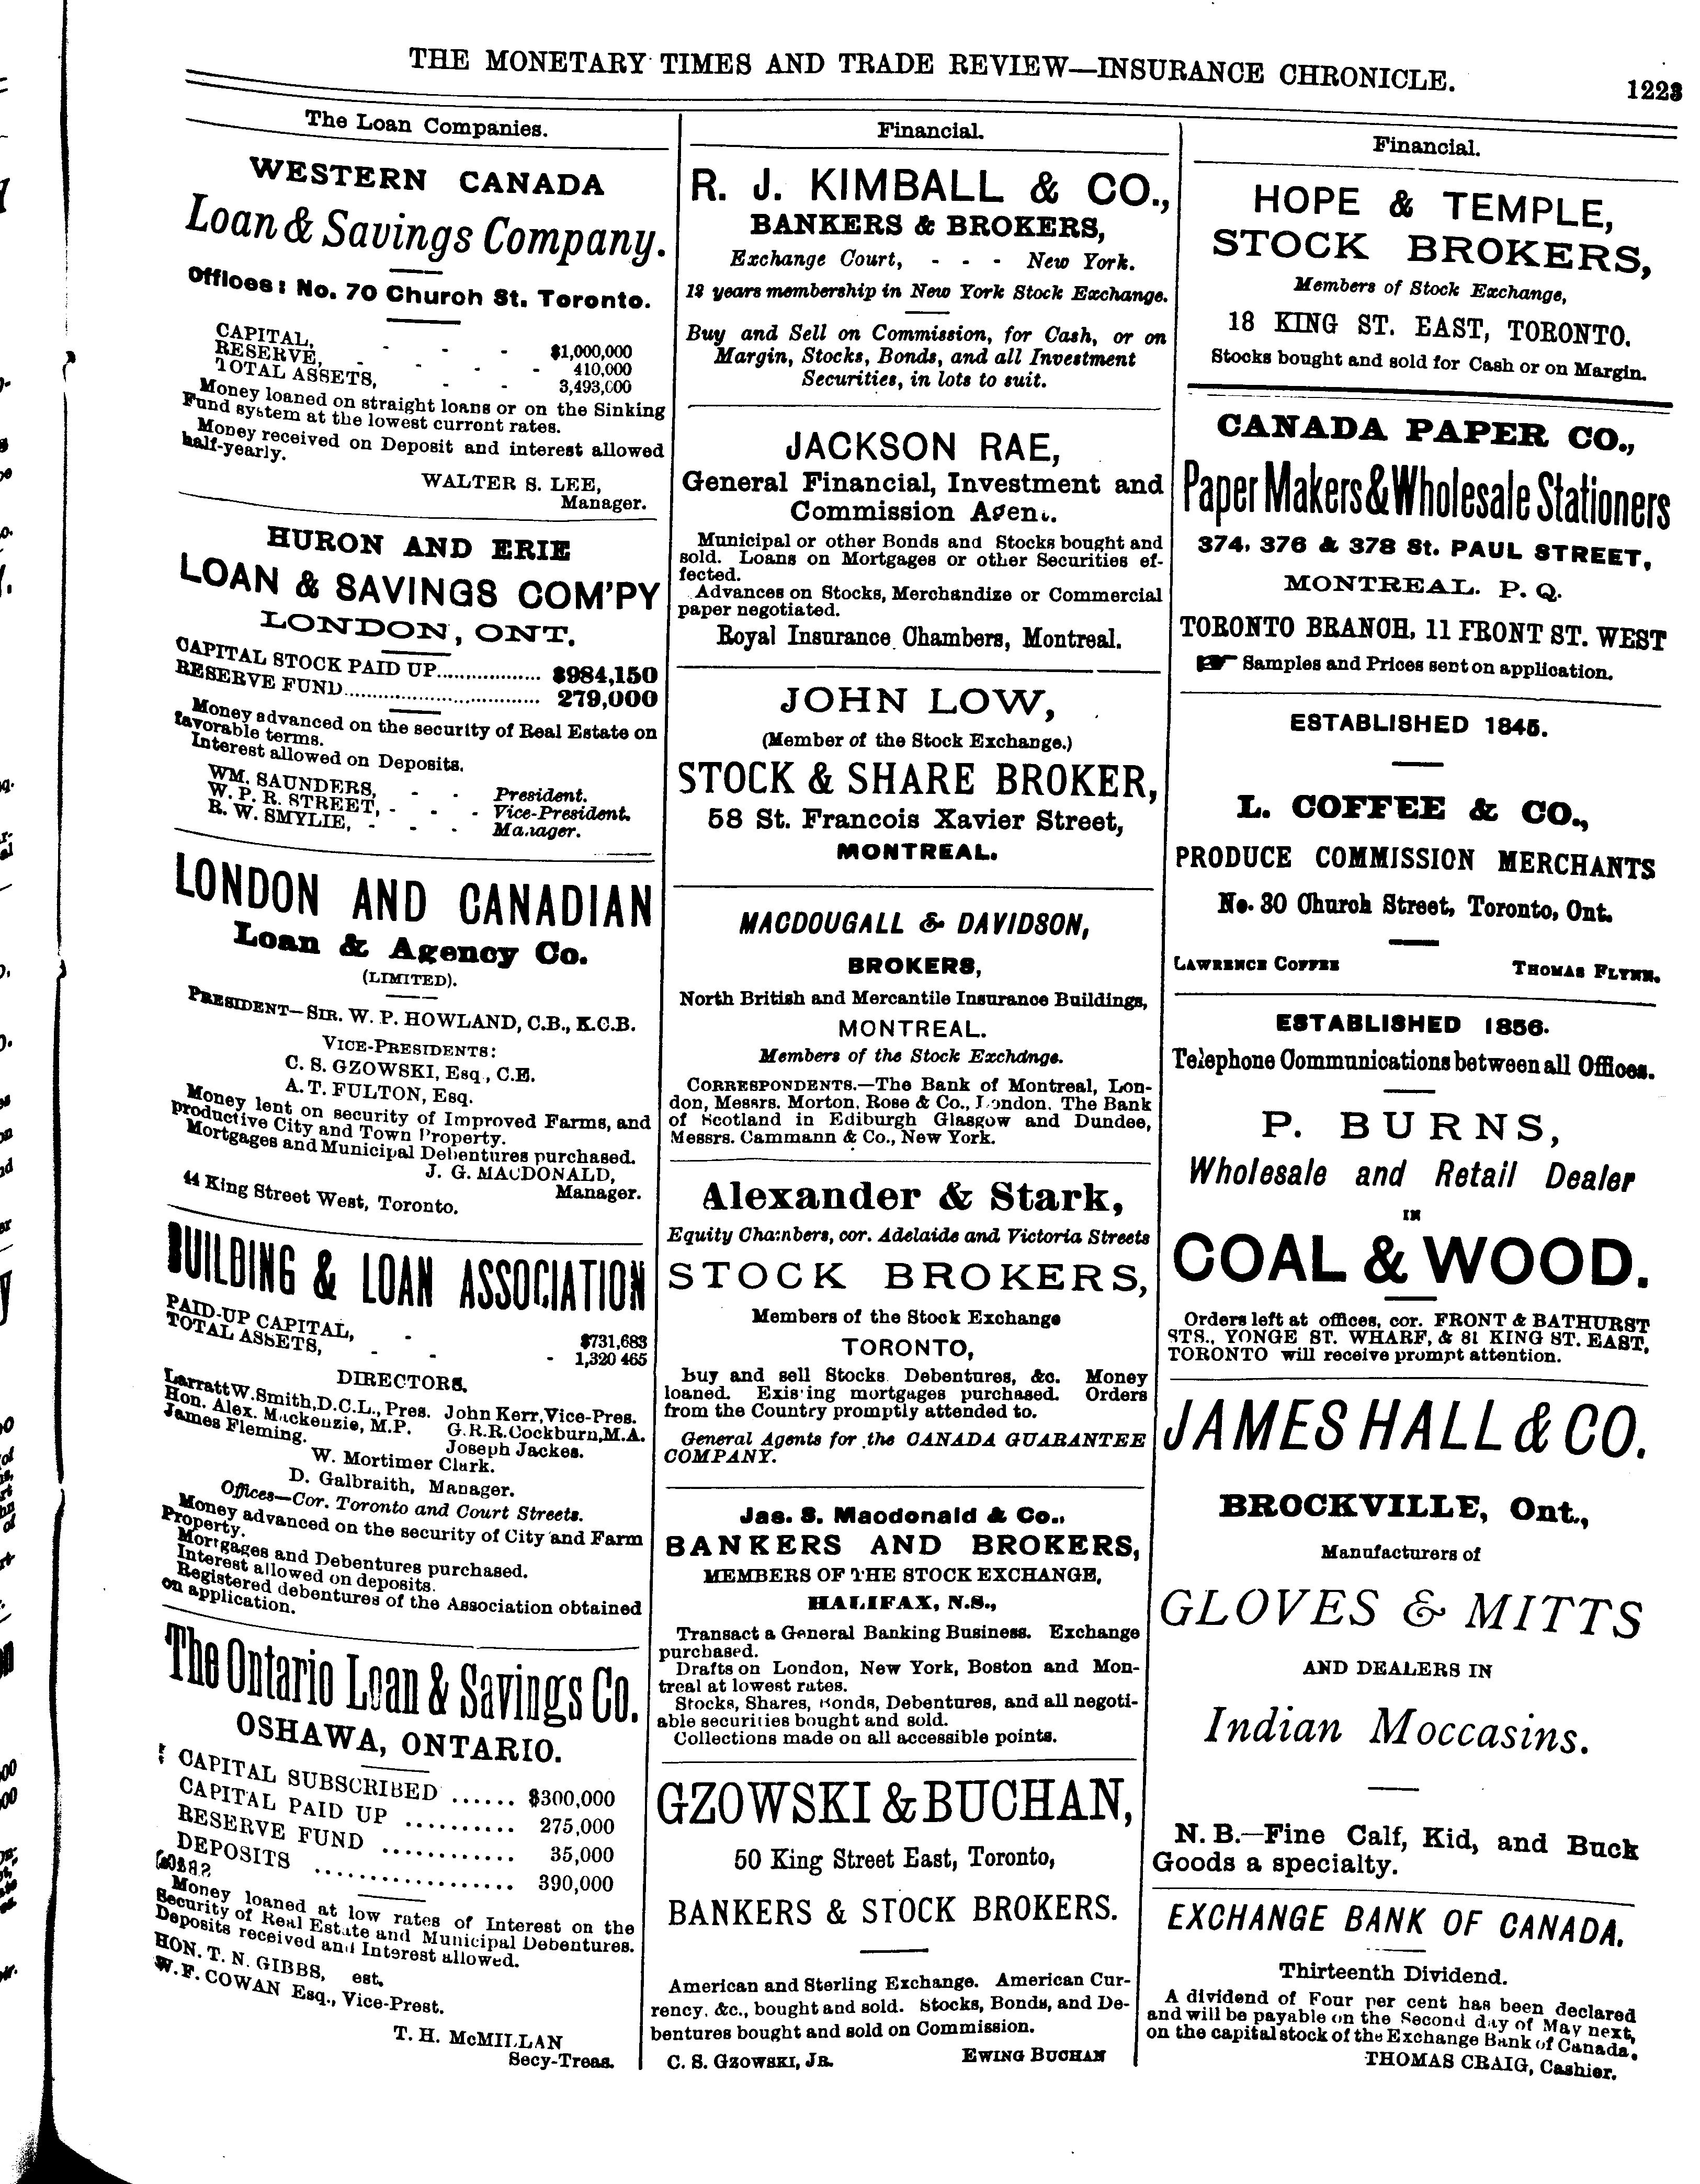 THE MONETARY TIMES AND TRADE REVIEW—INSURANCE CHRONICLE.
1223
The Loan Companies.
WESTERN CANADA
Loan & Savings Company.
Offices: No. 70 Church St. Toronto.
CAPITAL, - - - $1,000,000
RESERVE, - - - - 410,000
TOTAL ASSETS, - - 3,493,000
Money loaned on straight loans or on the Sinking
Fund system at the lowest current rates.
Money received on Deposit and interest allowed
half-yearly.
WALTER S. LEE,
Manager.
HURON AND ERIE
LOAN & SAVINGS COM'PY
LONDON, ONT.
CAPITAL STOCK PAID UP.................. $984,150
RESERVE FUND.................................. 279,000
Money advanced on the security of Real Estate on
favorable terms.
Interest allowed on Deposits.
WM. SAUNDERS, - - President.
W. P. R. STREET, - - - Vice-President.
R. W. SMYLIE, - - - Manager.
LONDON AND CANADIAN
Loan & Agency Co.
(LIMITED).
PRESIDENT—SIR. W. P. HOWLAND, C.B., K.C.B.
VICE-PRESIDENTS:
C. S. GZOWSKI, Esq., C.E.
A. T. FULTON, Esq.
Money lent on security of Improved Farms, and
productive City and Town Property.
Mortgages and Municipal Debentures purchased.
J. G. MACDONALD,
Manager.
44 King Street West, Toronto.
BUILDING & LOAN ASSOCIATION
PAID-UP CAPITAL, - $731,683
TOTAL ASSETS, - - - 1,320 465
DIRECTORS.
Larratt W. Smith, D.C.L., Pres. John Kerr, Vice-Pres.
Hon. Alex. Mackenzie, M.P. G.R.R. Cockburn, M.A.
James Fleming. Joseph Jackes.
W. Mortimer Clark.
D. Galbraith, Manager.
Offices—Cor. Toronto and Court Streets.
Money advanced on the security of City and Farm
Property.
Mortgages and Debentures purchased.
Interest allowed on deposits.
Registered debentures of the Association obtained
on application.
The Ontario Loan & Savings Co.
OSHAWA, ONTARIO.
CAPITAL SUBSCRIBED ...... $300,000
CAPITAL PAID UP .......... 275,000
RESERVE FUND ............ 35,000
DEPOSITS .................. 390,000
Money loaned at low rates of Interest on the
Security of Real Estate and Municipal Debentures.
Deposits received and Interest allowed.
HON. T. N. GIBBS, est.
W. F. COWAN Esq., Vice-Prest.
T. H. McMILLAN
Secy-Treas.
Financial.
R. J. KIMBALL & CO.,
BANKERS & BROKERS,
Exchange Court, - - - New York.
years membership in New York Stock Exchange.
Buy and Sell on Commission, for Cash, or on
Margin, Stocks, Bonds, and all Investment
Securities, in lots to suit.
JACKSON RAE,
General Financial, Investment and
Commission Agent.
Municipal or other Bonds and Stocks bought and
sold. Loans on Mortgages or other Securities ef-
fected.
Advances on Stocks, Merchandize or Commercial
paper negotiated.
Royal Insurance Chambers, Montreal.
JOHN LOW,
(Member of the Stock Exchange.)
STOCK & SHARE BROKER,
58 St. Francois Xavier Street,
MONTREAL.
MACDOUGALL & DAVIDSON,
BROKERS,
North British and Mercantile Insurance Buildings,
MONTREAL.
Members of the Stock Exchange.
CORRESPONDENTS.—The Bank of Montreal, Lon-
don, Messrs. Morton, Rose & Co., London. The Bank
of Scotland in Ediburgh Glasgow and Dundee,
Messrs. Cammann & Co., New York.
Alexander & Stark,
Equity Chambers, cor. Adelaide and Victoria Streets
STOCK BROKERS,
Members of the Stock Exchange
TORONTO,
buy and sell Stocks Debentures, &c. Money
loaned. Existing mortgages purchased. Orders
from the Country promptly attended to.
General Agents for the CANADA GUARANTEE
COMPANY.
Jas. S. Macdonald & Co.,
BANKERS AND BROKERS,
MEMBERS OF THE STOCK EXCHANGE,
HALIFAX, N.S.,
Transact a General Banking Business. Exchange
purchased.
Drafts on London, New York, Boston and Mon-
treal at lowest rates.
Stocks, Shares, Bonds, Debentures, and all negoti-
able securities bought and sold.
Collections made on all accessible points.
GZOWSKI & BUCHAN,
50 King Street East, Toronto,
BANKERS & STOCK BROKERS.
American and Sterling Exchange. American Cur-
rency, &c., bought and sold. Stocks, Bonds, and De-
bentures bought and sold on Commission.
C. S. GZOWSKI, JR. EWING BUCHAN
Financial.
HOPE & TEMPLE,
STOCK BROKERS,
Members of Stock Exchange,
18 KING ST. EAST, TORONTO.
Stocks bought and sold for Cash or on Margin.
CANADA PAPER CO.,
Paper Makers & Wholesale Stationers
374, 376 & 378 St. PAUL STREET,
MONTREAL. P. Q.
TORONTO BRANCH, 11 FRONT ST. WEST
Samples and Prices sent on application.
ESTABLISHED 1845.
L. COFFEE & CO.,
PRODUCE COMMISSION MERCHANTS
No. 30 Church Street, Toronto, Ont.
LAWRENCE COFFEE THOMAS FLYNN.
ESTABLISHED 1856.
Telephone Communications between all Offices.
P. BURNS,
Wholesale and Retail Dealer
IN
COAL & WOOD.
Orders left at offices, cor. FRONT & BATHURST
STS., YONGE ST. WHARF, & 81 KING ST. EAST,
TORONTO will receive prompt attention.
JAMES HALL & CO.
BROCKVILLE, Ont.,
Manufacturers of
GLOVES & MITTS
AND DEALERS IN
Indian Moccasins.
N. B.—Fine Calf, Kid, and Buck
Goods a specialty.
EXCHANGE BANK OF CANADA.
Thirteenth Dividend.
A dividend of Four per cent has been declared
and will be payable on the Second day of May next,
on the capital stock of the Exchange Bank of Canada.
THOMAS CRAIG, Cashier.